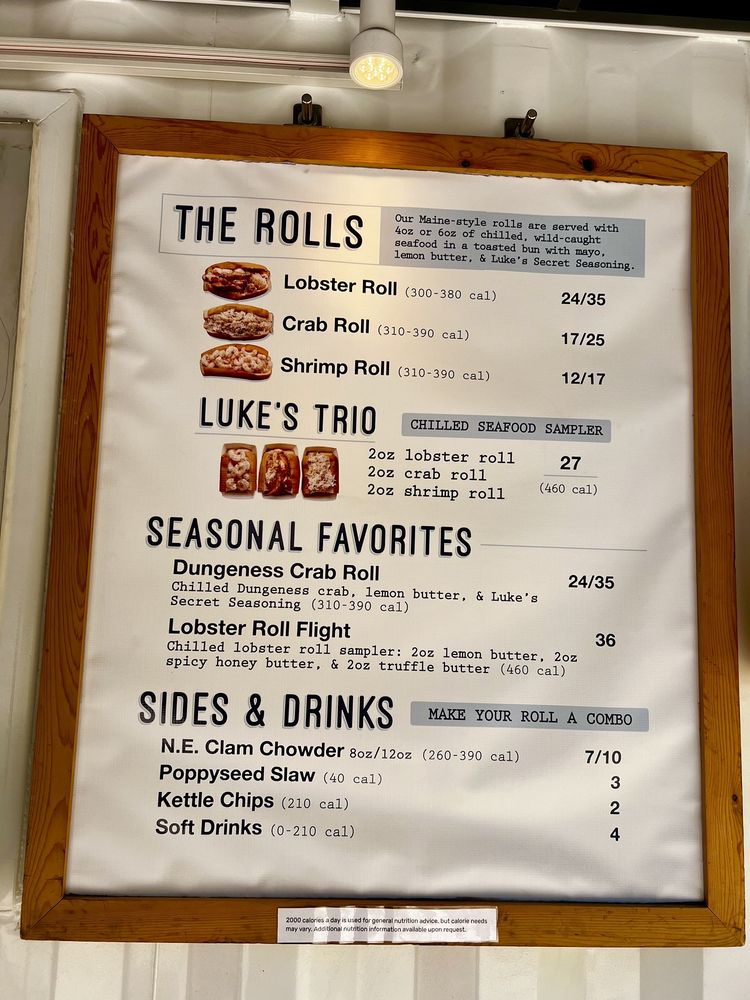 THE ROLLS
Our Maine-style rolls are served with
4oz or 6oz of chilled, wild-caught
seafood in a toasted bun with mayo,
lemon butter, & Luke's Secret Seasoning.
Lobster Roll (300-380 cal) 24/35
Crab Roll (310-390 cal) 17/25
Shrimp Roll (310-390 cal) 12/17
LUKE'S TRIO CHILLED SEAFOOD SAMPLER
2oz lobster roll
2oz crab roll
2oz shrimp roll
27
(460 cal)
SEASONAL FAVORITES
Dungeness Crab Roll 24/35
Chilled Dungeness crab, lemon butter, & Luke's
Secret Seasoning (310-390 cal)
Lobster Roll Flight 36
Chilled lobster roll sampler: 2oz lemon butter, 2oz
spicy honey butter, & 2oz truffle butter (460 cal)
SIDES & DRINKS MAKE YOUR ROLL A COMBO
N.E. Clam Chowder 8oz/12oz (260-390 cal) 7/10
Poppyseed Slaw (40 cal) 3
Kettle Chips (210 cal) 2
Soft Drinks (0-210 cal) 4
2000 calories a day is used for general nutrition advice, but calorie needs
may vary. Additional nutrition information available upon request.